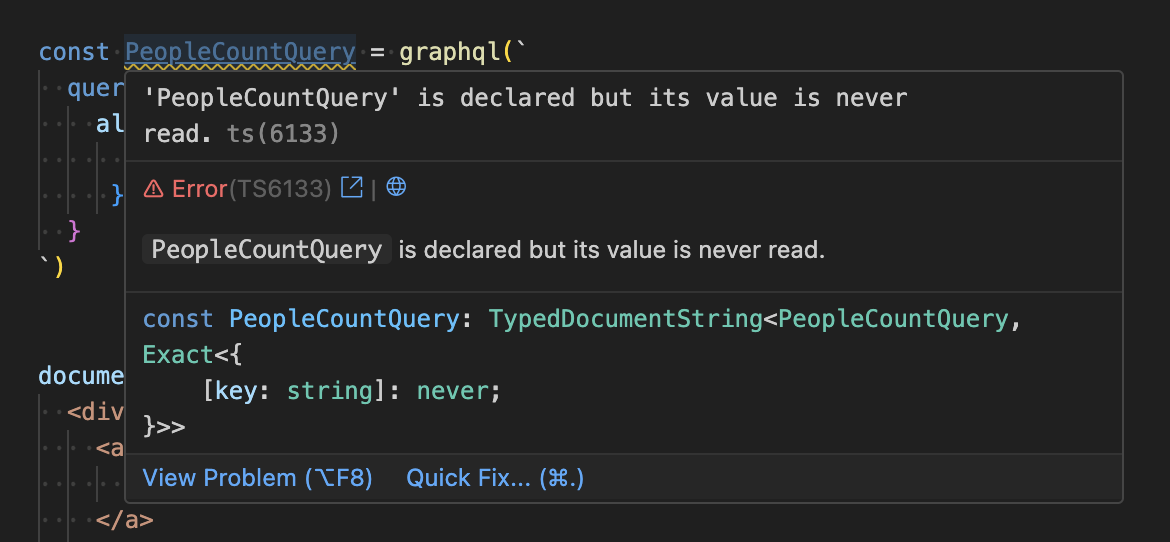 const PeopleCountQuery = graphql(`
quer
'PeopleCountQuery' is declared but its value is never
al
read. ts(6133)
}
Error(TS6133) |
}
PeopleCountQuery is declared but its value is never read.
`)
const PeopleCountQuery: TypedDocumentString<PeopleCountQuery,
Exact<{
docume
[key: string]: never;
<div
}>>
<a
View Problem (⌥F8) Quick Fix... (⌘.)
</a>